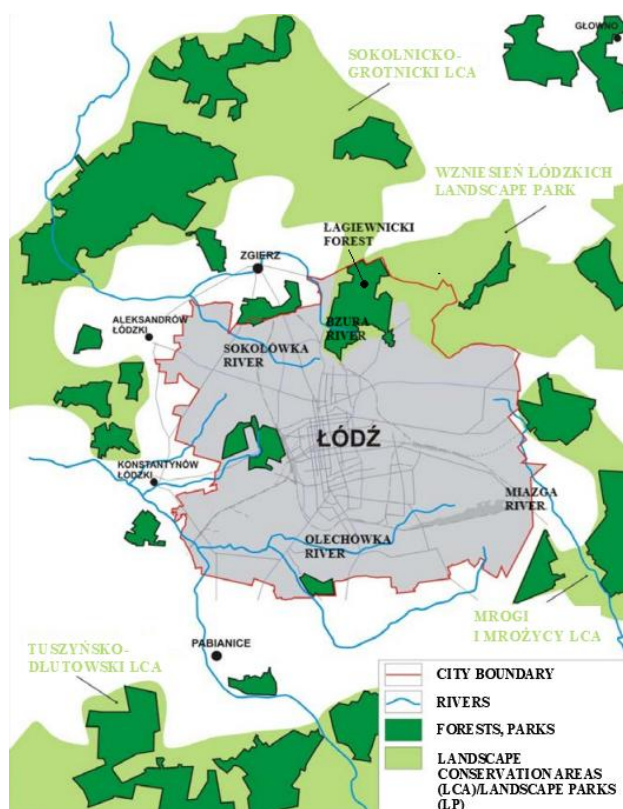 GŁOWNO
SOKOLNICKO-
GROTNICKI LCA
WZNIESIEŃ LÓDZKICH
LANDSCAPE PARK
ŁAGIEWNICKI
FOREST
ZGIERZ
ALEKSANDRÓW
ŁÓDZKI
BZURA
RIVER
SOKOLÓWKA
RIVER
ŁÓDŹ
KONSTANTYNÓW
ŁÓDZKI
MIAZGA
RIVER
OLECHÓWKA
RIVER
MROGI
I MROŻYCY LCA
TUSZYŃSKO-
DŁUTOWSKI LCA
PABIANICE
CITY BOUNDARY
RIVERS
FORESTS, PARKS
LANDSCAPE
CONSERVATION AREAS
(LCA)/LANDSCAPE PARKS
(LP)